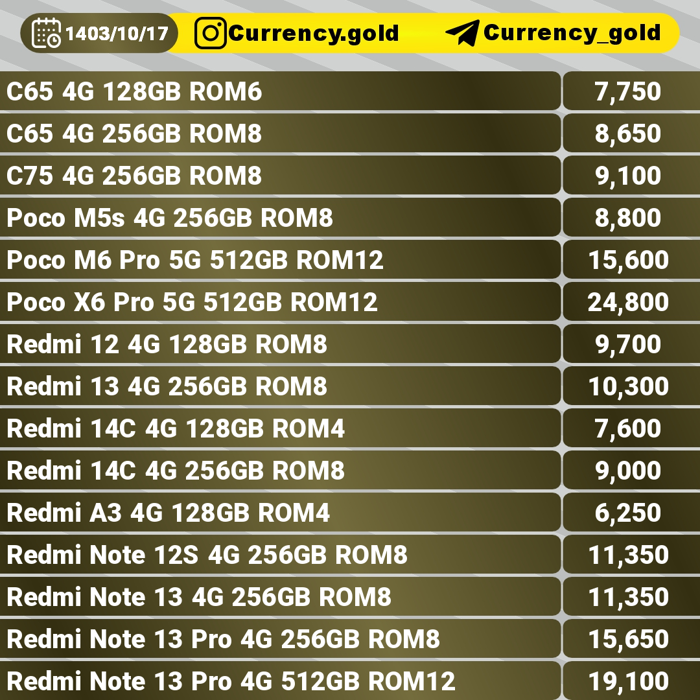 1403/10/17 Currency.gold Currency_gold
C65 4G 128GB ROM6 7,750
C65 4G 256GB ROM8 8,650
C75 4G 256GB ROM8 9,100
Poco M5s 4G 256GB ROM8 8,800
Poco M6 Pro 5G 512GB ROM12 15,600
Poco X6 Pro 5G 512GB ROM12 24,800
Redmi 12 4G 128GB ROM8 9,700
Redmi 13 4G 256GB ROM8 10,300
Redmi 14C 4G 128GB ROM4 7,600
Redmi 14C 4G 256GB ROM8 9,000
Redmi A3 4G 128GB ROM4 6,250
Redmi Note 12S 4G 256GB ROM8 11,350
Redmi Note 13 4G 256GB ROM8 11,350
Redmi Note 13 Pro 4G 256GB ROM8 15,650
Redmi Note 13 Pro 4G 512GB ROM12 19,100